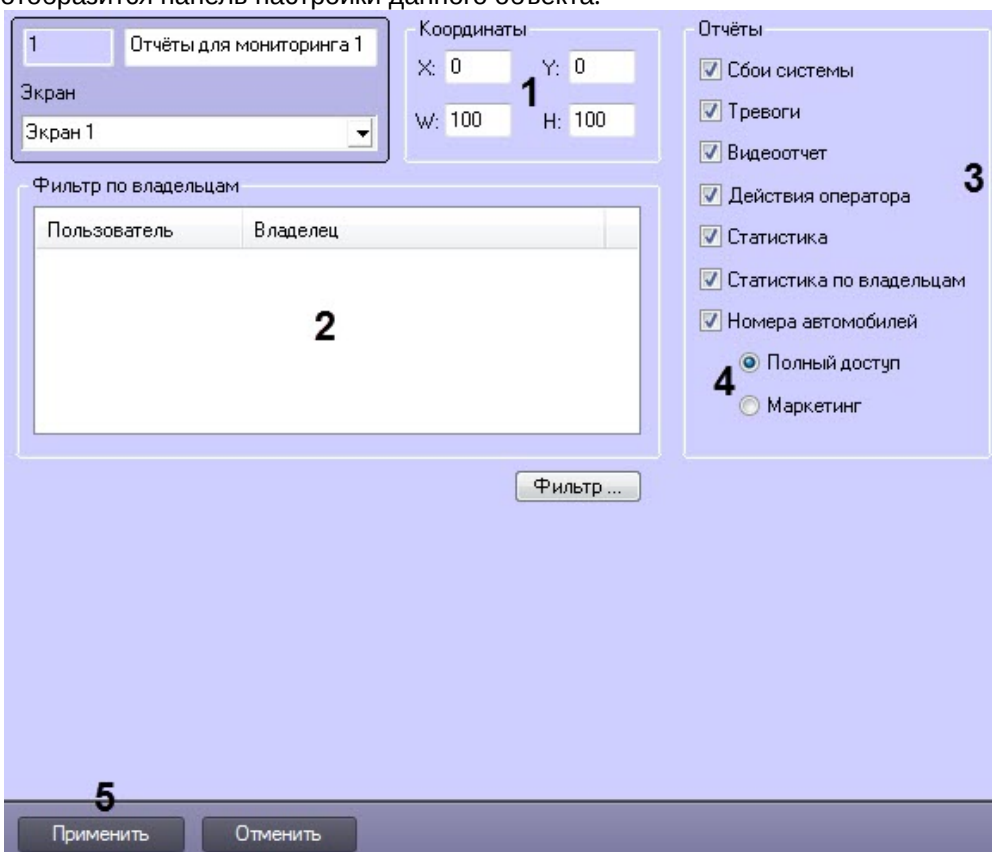 отобразится панель настройки данного объекта.
1 Отчёты для мониторинга 1
Экран
Экран 1
Координаты
X: 0 Y: 0
1
W: 100 H: 100
Фильтр по владельцам
Пользователь Владелец
2
Фильтр ...
Отчёты
Сбои системы
Тревоги
Видеоотчет
3
Действия оператора
Статистика
Статистика по владельцам
Номера автомобилей
Полный доступ
4
Маркетинг
5
Применить Отменить